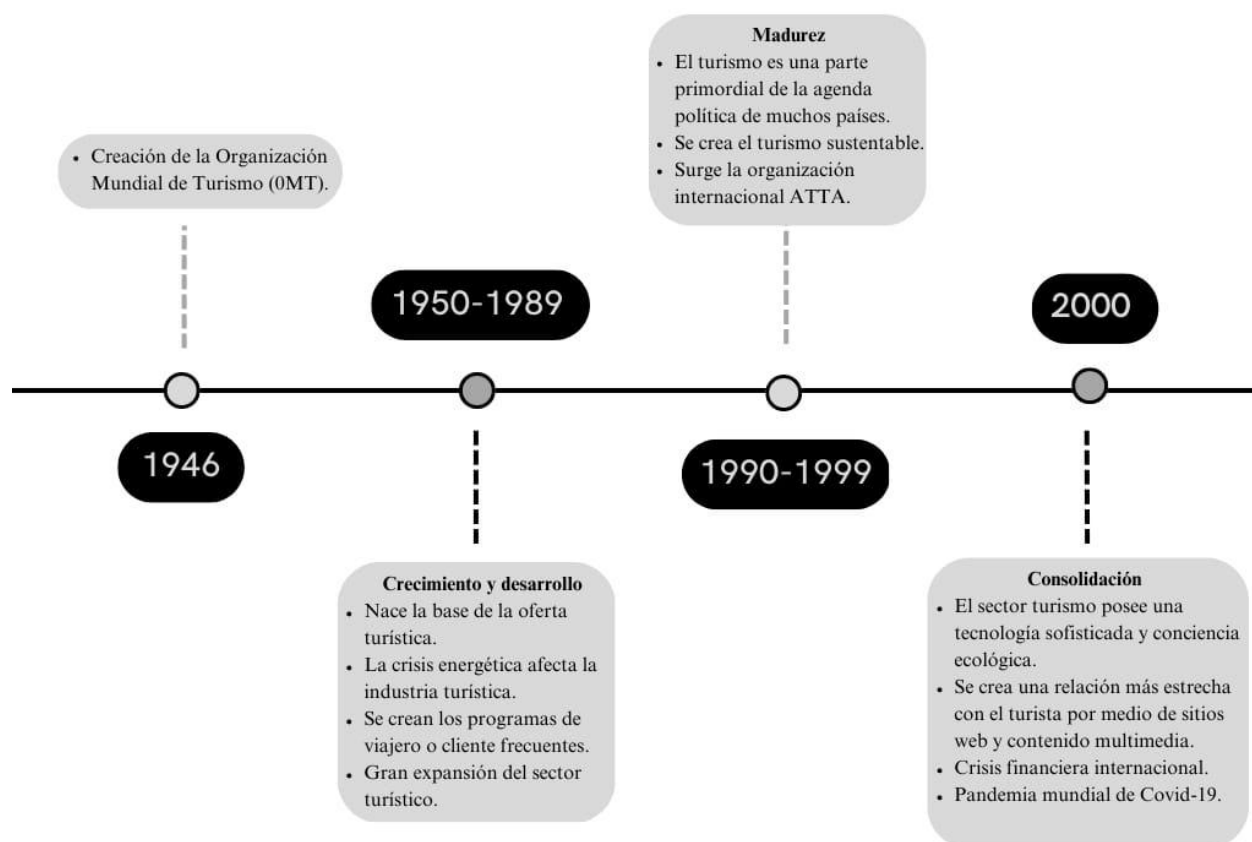 • Creación de la Organización
Mundial de Turismo (0MT).
1946
1950-1989
Crecimiento y desarrollo
• Nace la base de la oferta
turística.
• La crisis energética afecta la
industria turística.
• Se crean los programas de
viajero o cliente frecuentes.
• Gran expansión del sector
turístico.
Madurez
• El turismo es una parte
primordial de la agenda
política de muchos países.
• Se crea el turismo sustentable.
• Surge la organización
internacional ATTA.
1990-1999
2000
Consolidación
• El sector turismo posee una
tecnología sofisticada y conciencia
ecológica.
• Se crea una relación más estrecha
con el turista por medio de sitios
web y contenido multimedia.
• Crisis financiera internacional.
• Pandemia mundial de Covid-19.